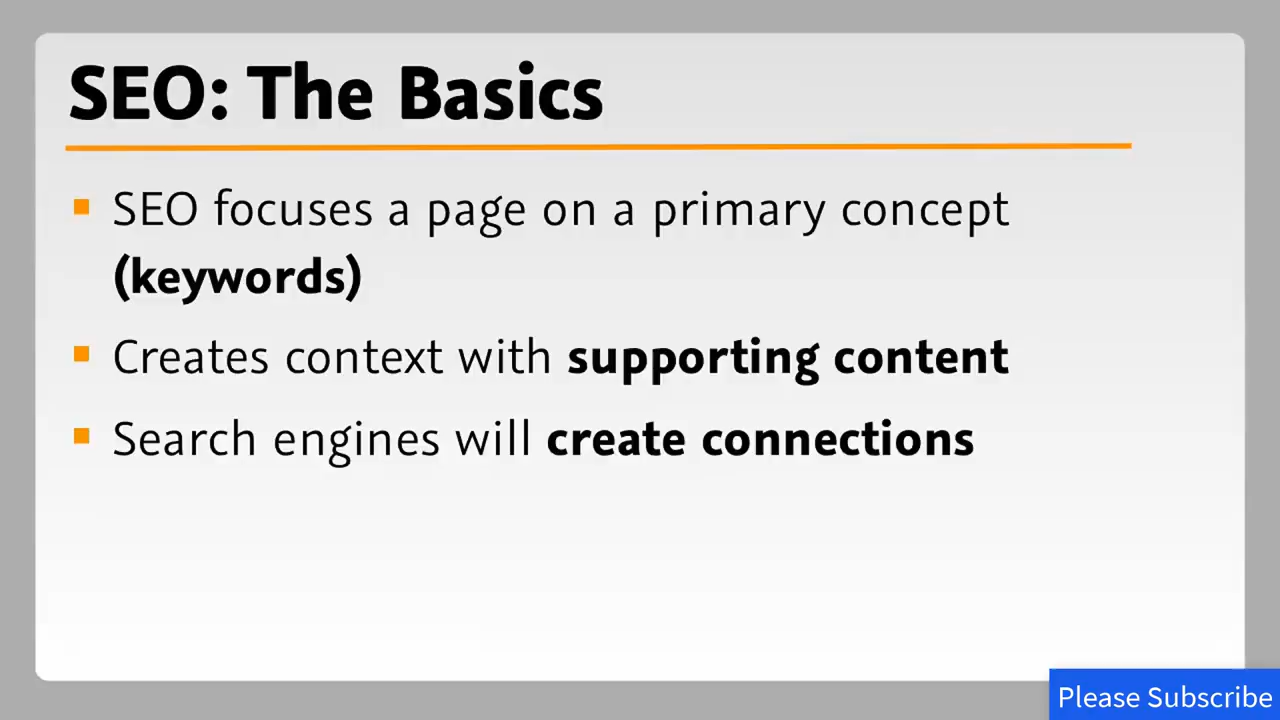 SEO: The Basics
SEO focuses a page on a primary concept
(keywords)
Creates context with supporting content
Search engines will create connections
Please Subscribe